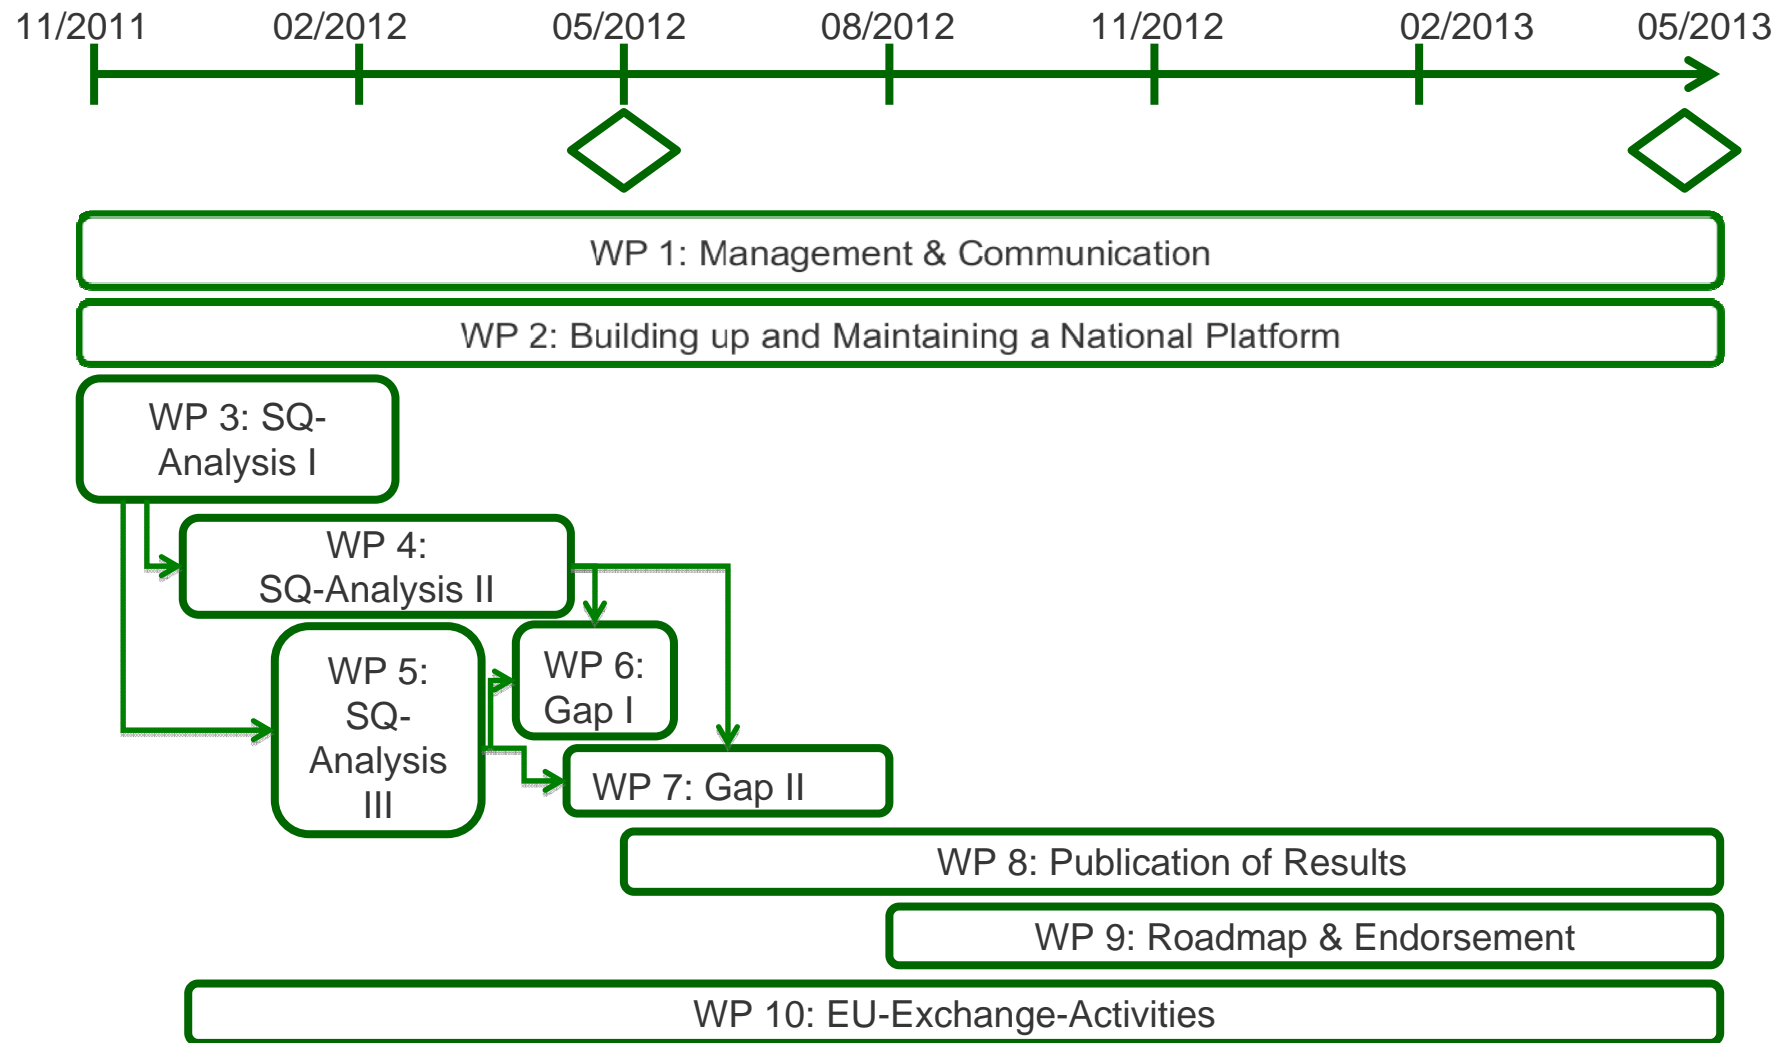 11/2011 02/2012 05/2012 08/2012 11/2012 02/2013 05/2013
WP 1: Management & Communication
WP 2: Building up and Maintaining a National Platform
WP 3: SQ-
Analysis I
WP 4:
SQ-Analysis II
WP 5:
SQ-
Analysis
III
WP 6:
Gap I
WP 7: Gap II
WP 8: Publication of Results
WP 9: Roadmap & Endorsement
WP 10: EU-Exchange-Activities